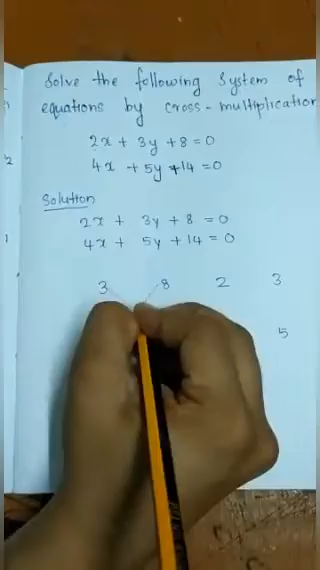 Solve the following System of
equations by cross-multiplication
2x + 3y + 8 = 0
4x + 5y + 14 = 0
Solution
2x + 3y + 8 = 0
4x + 5y + 14 = 0
3 8 2 3
5